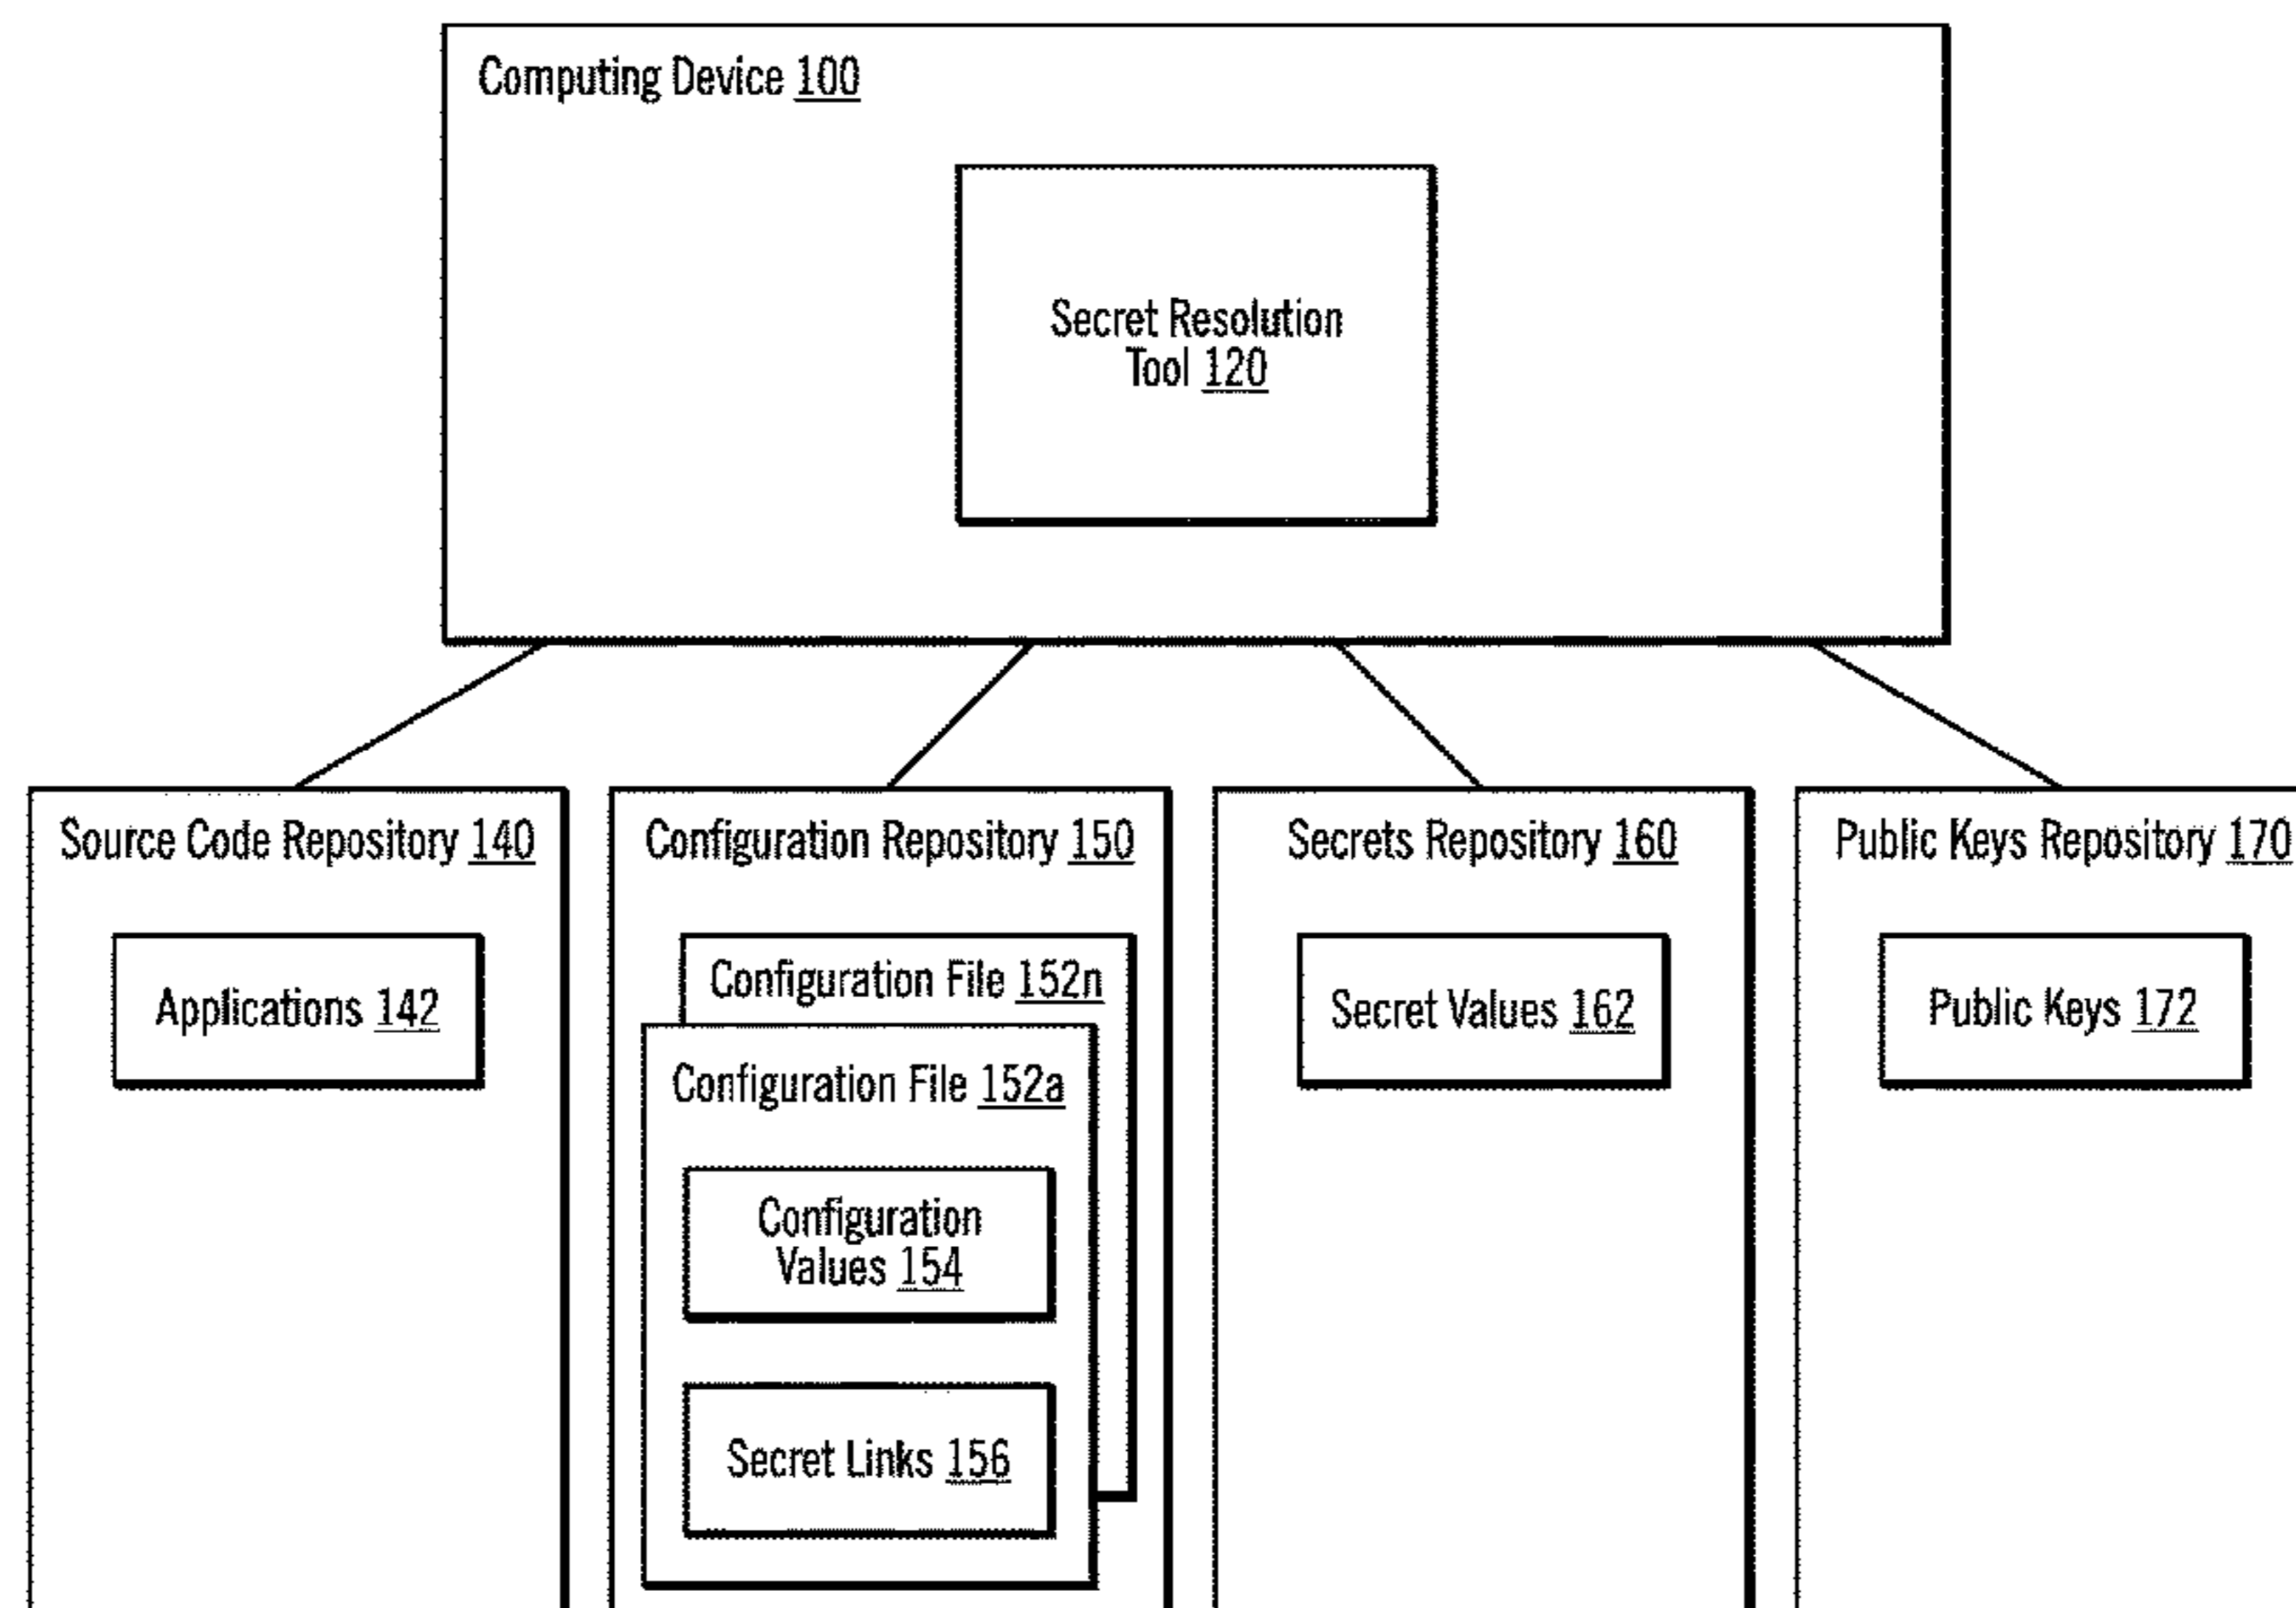 Computing Device 100
Secret Resolution
Tool 120
Source Code Repository 140
Applications 142
Configuration Repository 150
Configuration File 152n
Configuration File 152a
Configuration
Values 154
Secret Links 156
Secrets Repository 160
Secret Values 162
Public Keys Repository 170
Public Keys 172